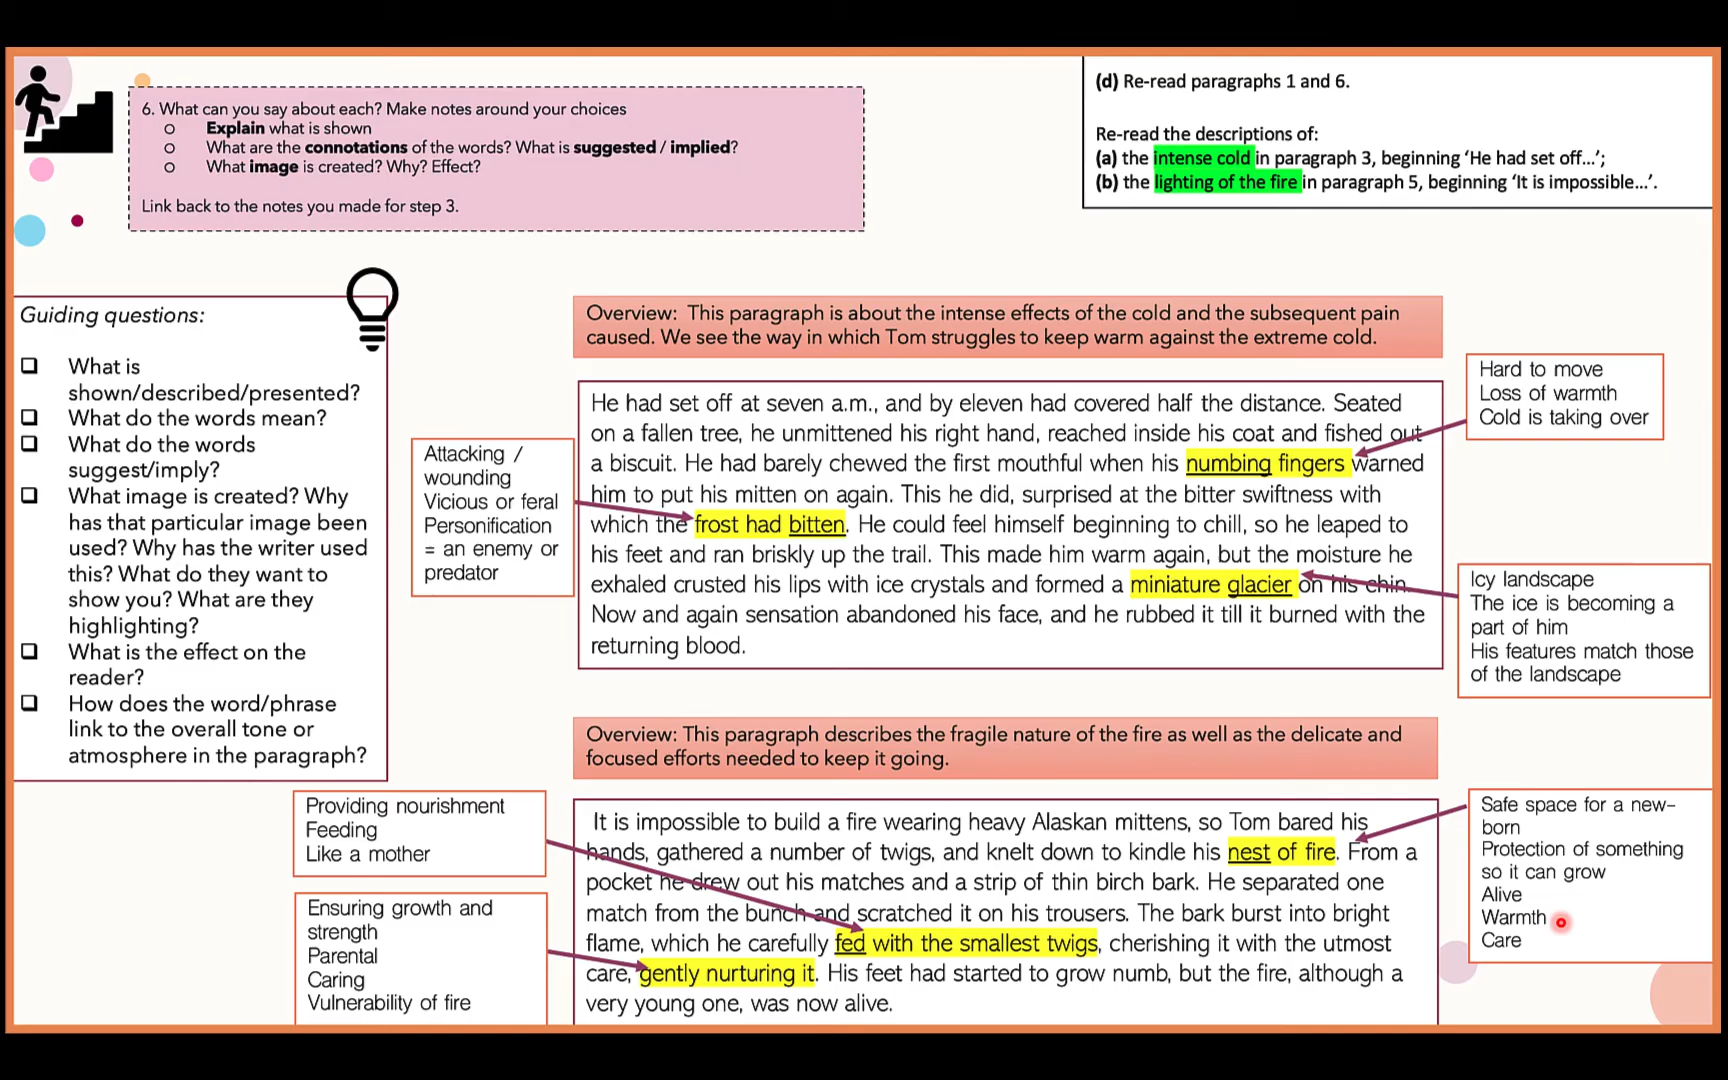 6. What can you say about each? Make notes around your choices
o Explain what is shown
o What are the connotations of the words? What is suggested / implied?
o What image is created? Why? Effect?
Link back to the notes you made for step 3.
(d) Re-read paragraphs 1 and 6.
Re-read the descriptions of:
(a) the intense cold in paragraph 3, beginning ‘He had set off…’;
(b) the lighting of the fire in paragraph 5, beginning ‘It is impossible…’.
Guiding questions:
❑ What is
shown/described/presented?
❑ What do the words mean?
❑ What do the words
suggest/imply?
❑ What image is created? Why
has that particular image been
used? Why has the writer used
this? What do they want to
show you? What are they
highlighting?
❑ What is the effect on the
reader?
❑ How does the word/phrase
link to the overall tone or
atmosphere in the paragraph?
Overview: This paragraph is about the intense effects of the cold and the subsequent pain
caused. We see the way in which Tom struggles to keep warm against the extreme cold.
Attacking /
wounding
Vicious or feral
Personification
= an enemy or
predator
He had set off at seven a.m., and by eleven had covered half the distance. Seated
on a fallen tree, he unmittened his right hand, reached inside his coat and fished out
a biscuit. He had barely chewed the first mouthful when his numbing fingers warned
him to put his mitten on again. This he did, surprised at the bitter swiftness with
which the frost had bitten. He could feel himself beginning to chill, so he leaped to
his feet and ran briskly up the trail. This made him warm again, but the moisture he
exhaled crusted his lips with ice crystals and formed a miniature glacier on his chin.
Now and again sensation abandoned his face, and he rubbed it till it burned with the
returning blood.
Hard to move
Loss of warmth
Cold is taking over
Icy landscape
The ice is becoming a
part of him
His features match those
of the landscape
Overview: This paragraph describes the fragile nature of the fire as well as the delicate and
focused efforts needed to keep it going.
Providing nourishment
Feeding
Like a mother
Ensuring growth and
strength
Parental
Caring
Vulnerability of fire
It is impossible to build a fire wearing heavy Alaskan mittens, so Tom bared his
hands, gathered a number of twigs, and knelt down to kindle his nest of fire. From a
pocket he drew out his matches and a strip of thin birch bark. He separated one
match from the bunch and scratched it on his trousers. The bark burst into bright
flame, which he carefully fed with the smallest twigs, cherishing it with the utmost
care, gently nurturing it. His feet had started to grow numb, but the fire, although a
very young one, was now alive.
Safe space for a new-
born
Protection of something
so it can grow
Alive
Warmth
Care